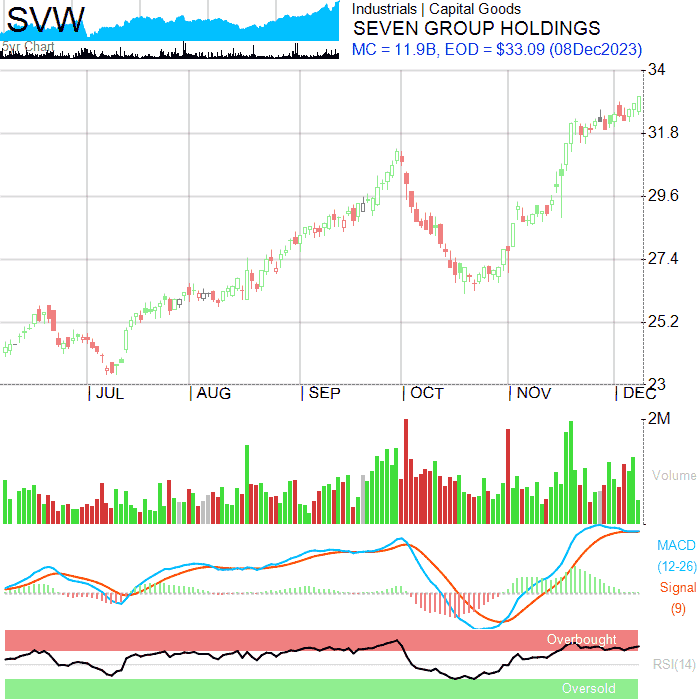 SVW
5yr Chart
Industrials | Capital Goods
SEVEN GROUP HOLDINGS
MC = 11.9B, EOD = $33.09 (08Dec2023)
34
31.8
29.6
27.4
25.2
23
| JUL | AUG | SEP | OCT | NOV | DEC
2M
Volume
MACD
(12-26)
Signal
(9)
Overbought
RSI(14)
Oversold